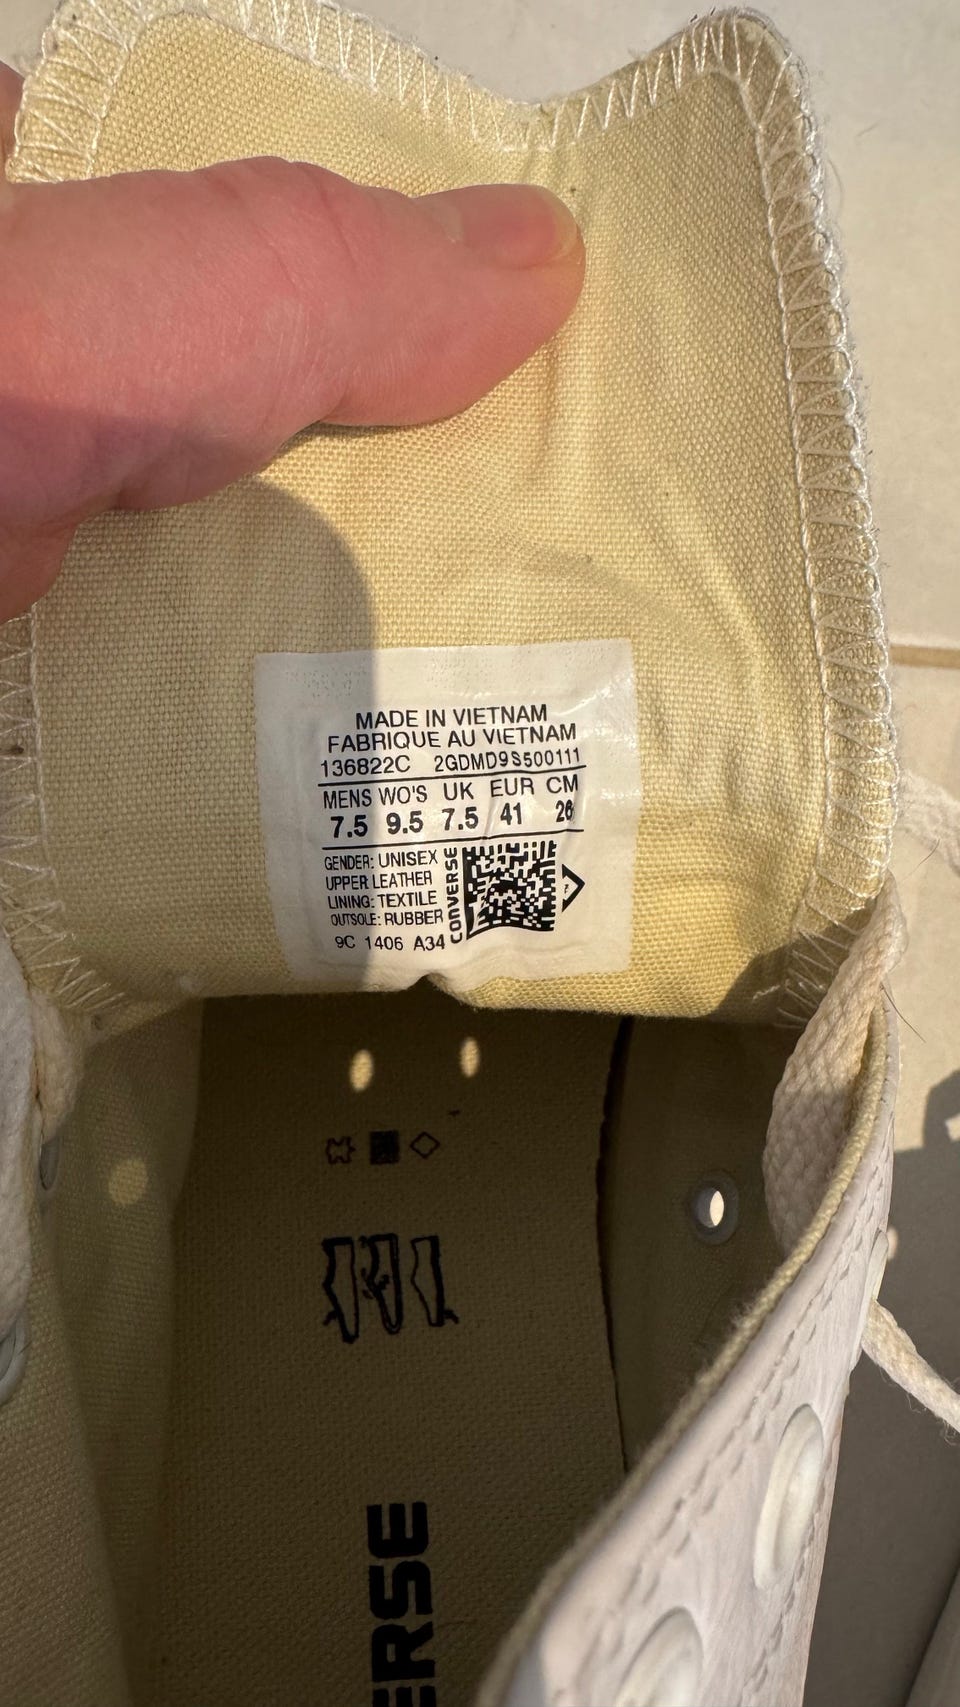 MADE IN VIETNAM
FABRIQUE AU VIETNAM
136822C 2GDMD9S500111
MENS WO'S UK EUR CM
7.5 9.5 7.5 41 26
GENDER: UNISEX
UPPER: LEATHER
LINING: TEXTILE
OUTSOLE: RUBBER
CONVERSE
9C 1406 A34
ERSE